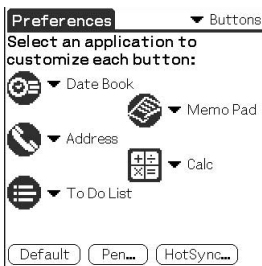 Preferences Buttons
Select an application to
customize each button:
Date Book
Memo Pad
Address
Calc
To Do List
Default Pen... HotSync...